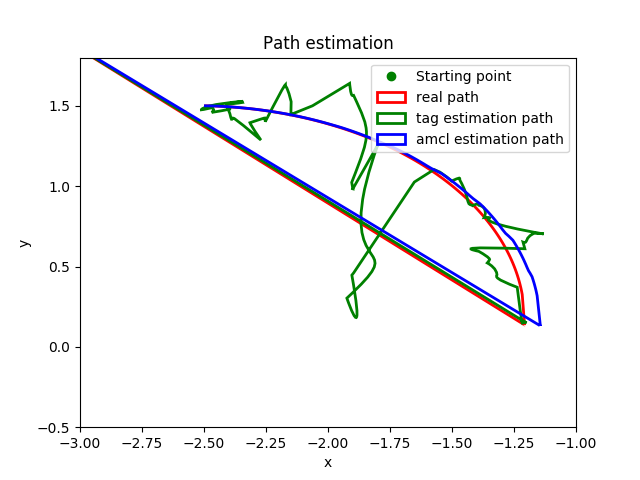 Path estimation
Starting point
real path
tag estimation path
amcl estimation path
1.5
1.0
0.5
0.0
−0.5
y
−3.00 −2.75 −2.50 −2.25 −2.00 −1.75 −1.50 −1.25 −1.00
x